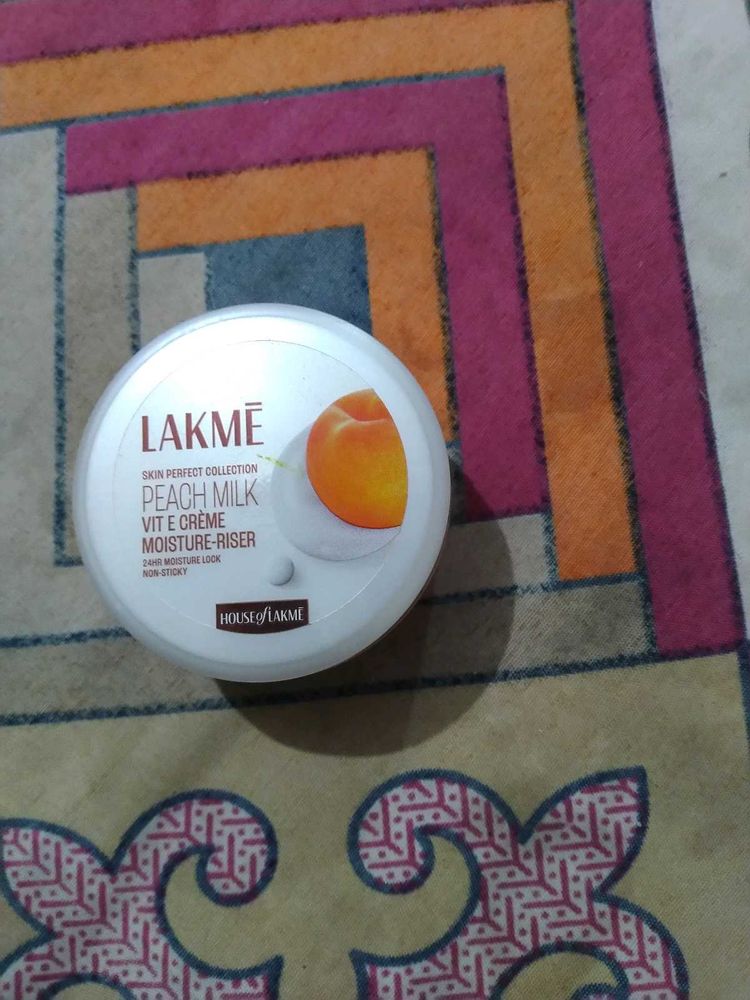 LAKMĒ
SKIN PERFECT COLLECTION
PEACH MILK
VIT E CRÈME
MOISTURE-RISER
24HR MOISTURE LOCK
NON-STICKY
HOUSE of LAKMĒ